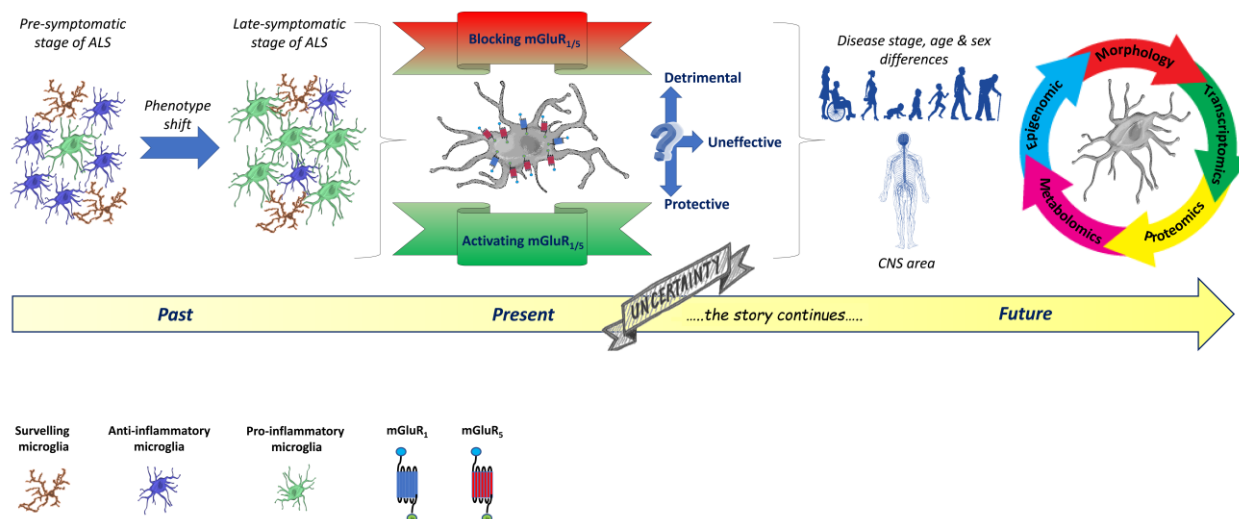 Pre-symptomatic
stage of ALS
Phenotype
shift
Late-symptomatic
stage of ALS
Blocking mGluR1/5
Activating mGluR1/5
Detrimental
?
Uneffective
Protective
Disease stage, age & sex
differences
CNS area
Morphology
Transcriptomics
Proteomics
Metabolomics
Epigenomic
Past
Present
UNCERTAINTY
.....the story continues.....
Future
Survelling
microglia
Anti-inflammatory
microglia
Pro-inflammatory
microglia
mGluR1
mGluR5